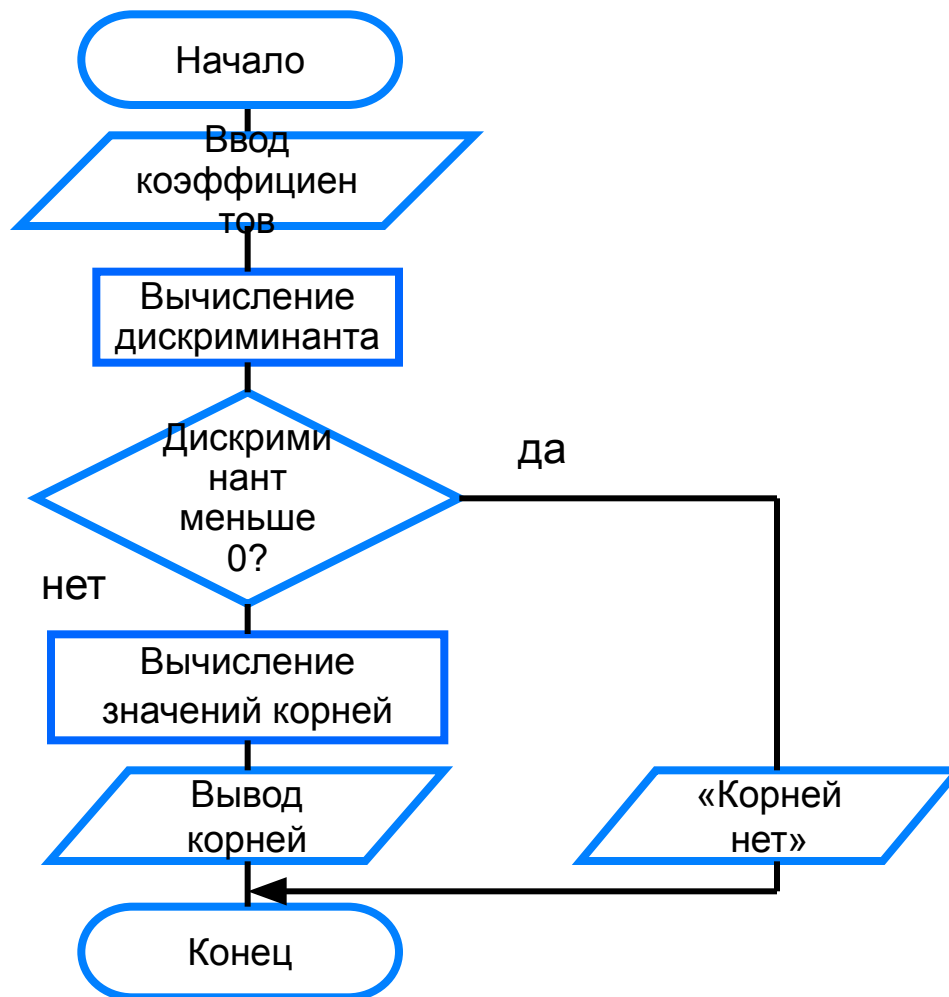 Начало
Ввод
коэффициен
тов
Вычисление
дискриминанта
Дискрими
нант
меньше
0?
да
нет
Вычисление
значений корней
Вывод
корней
«Корней
нет»
Конец